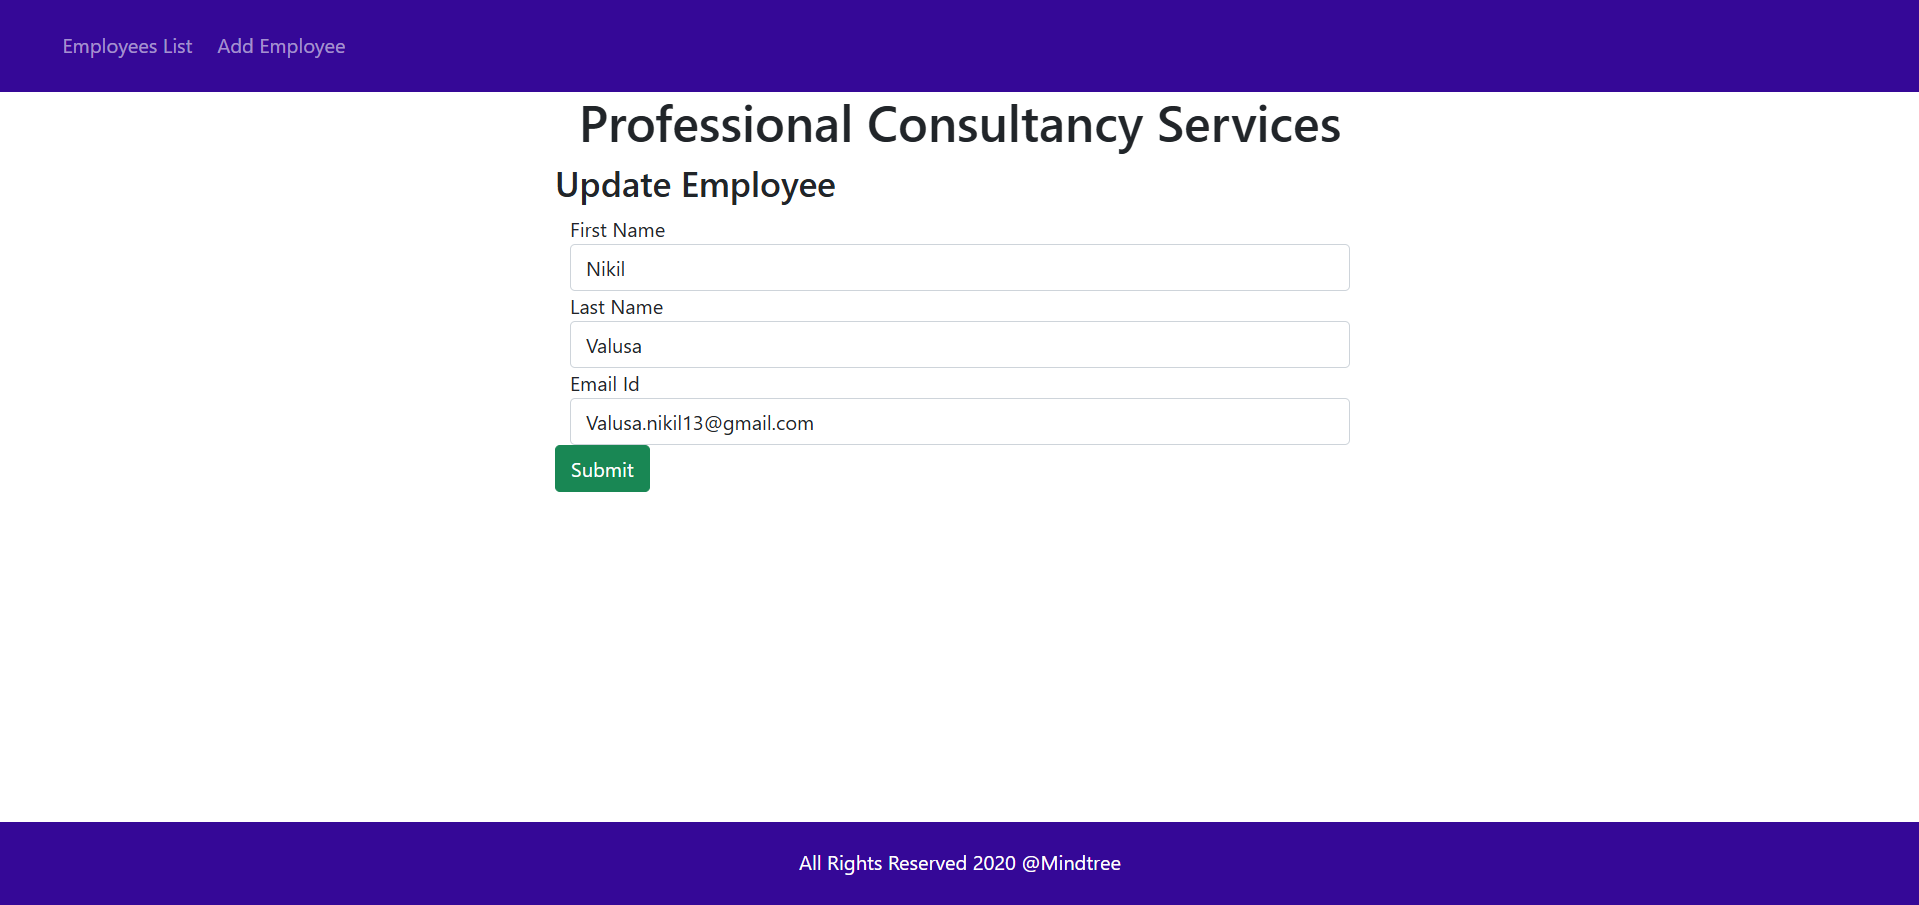 Employees List Add Employee
Professional Consultancy Services
Update Employee
First Name
Nikil
Last Name
Valusa
Email Id
Valusa.nikil13@gmail.com
Submit
All Rights Reserved 2020 @Mindtree